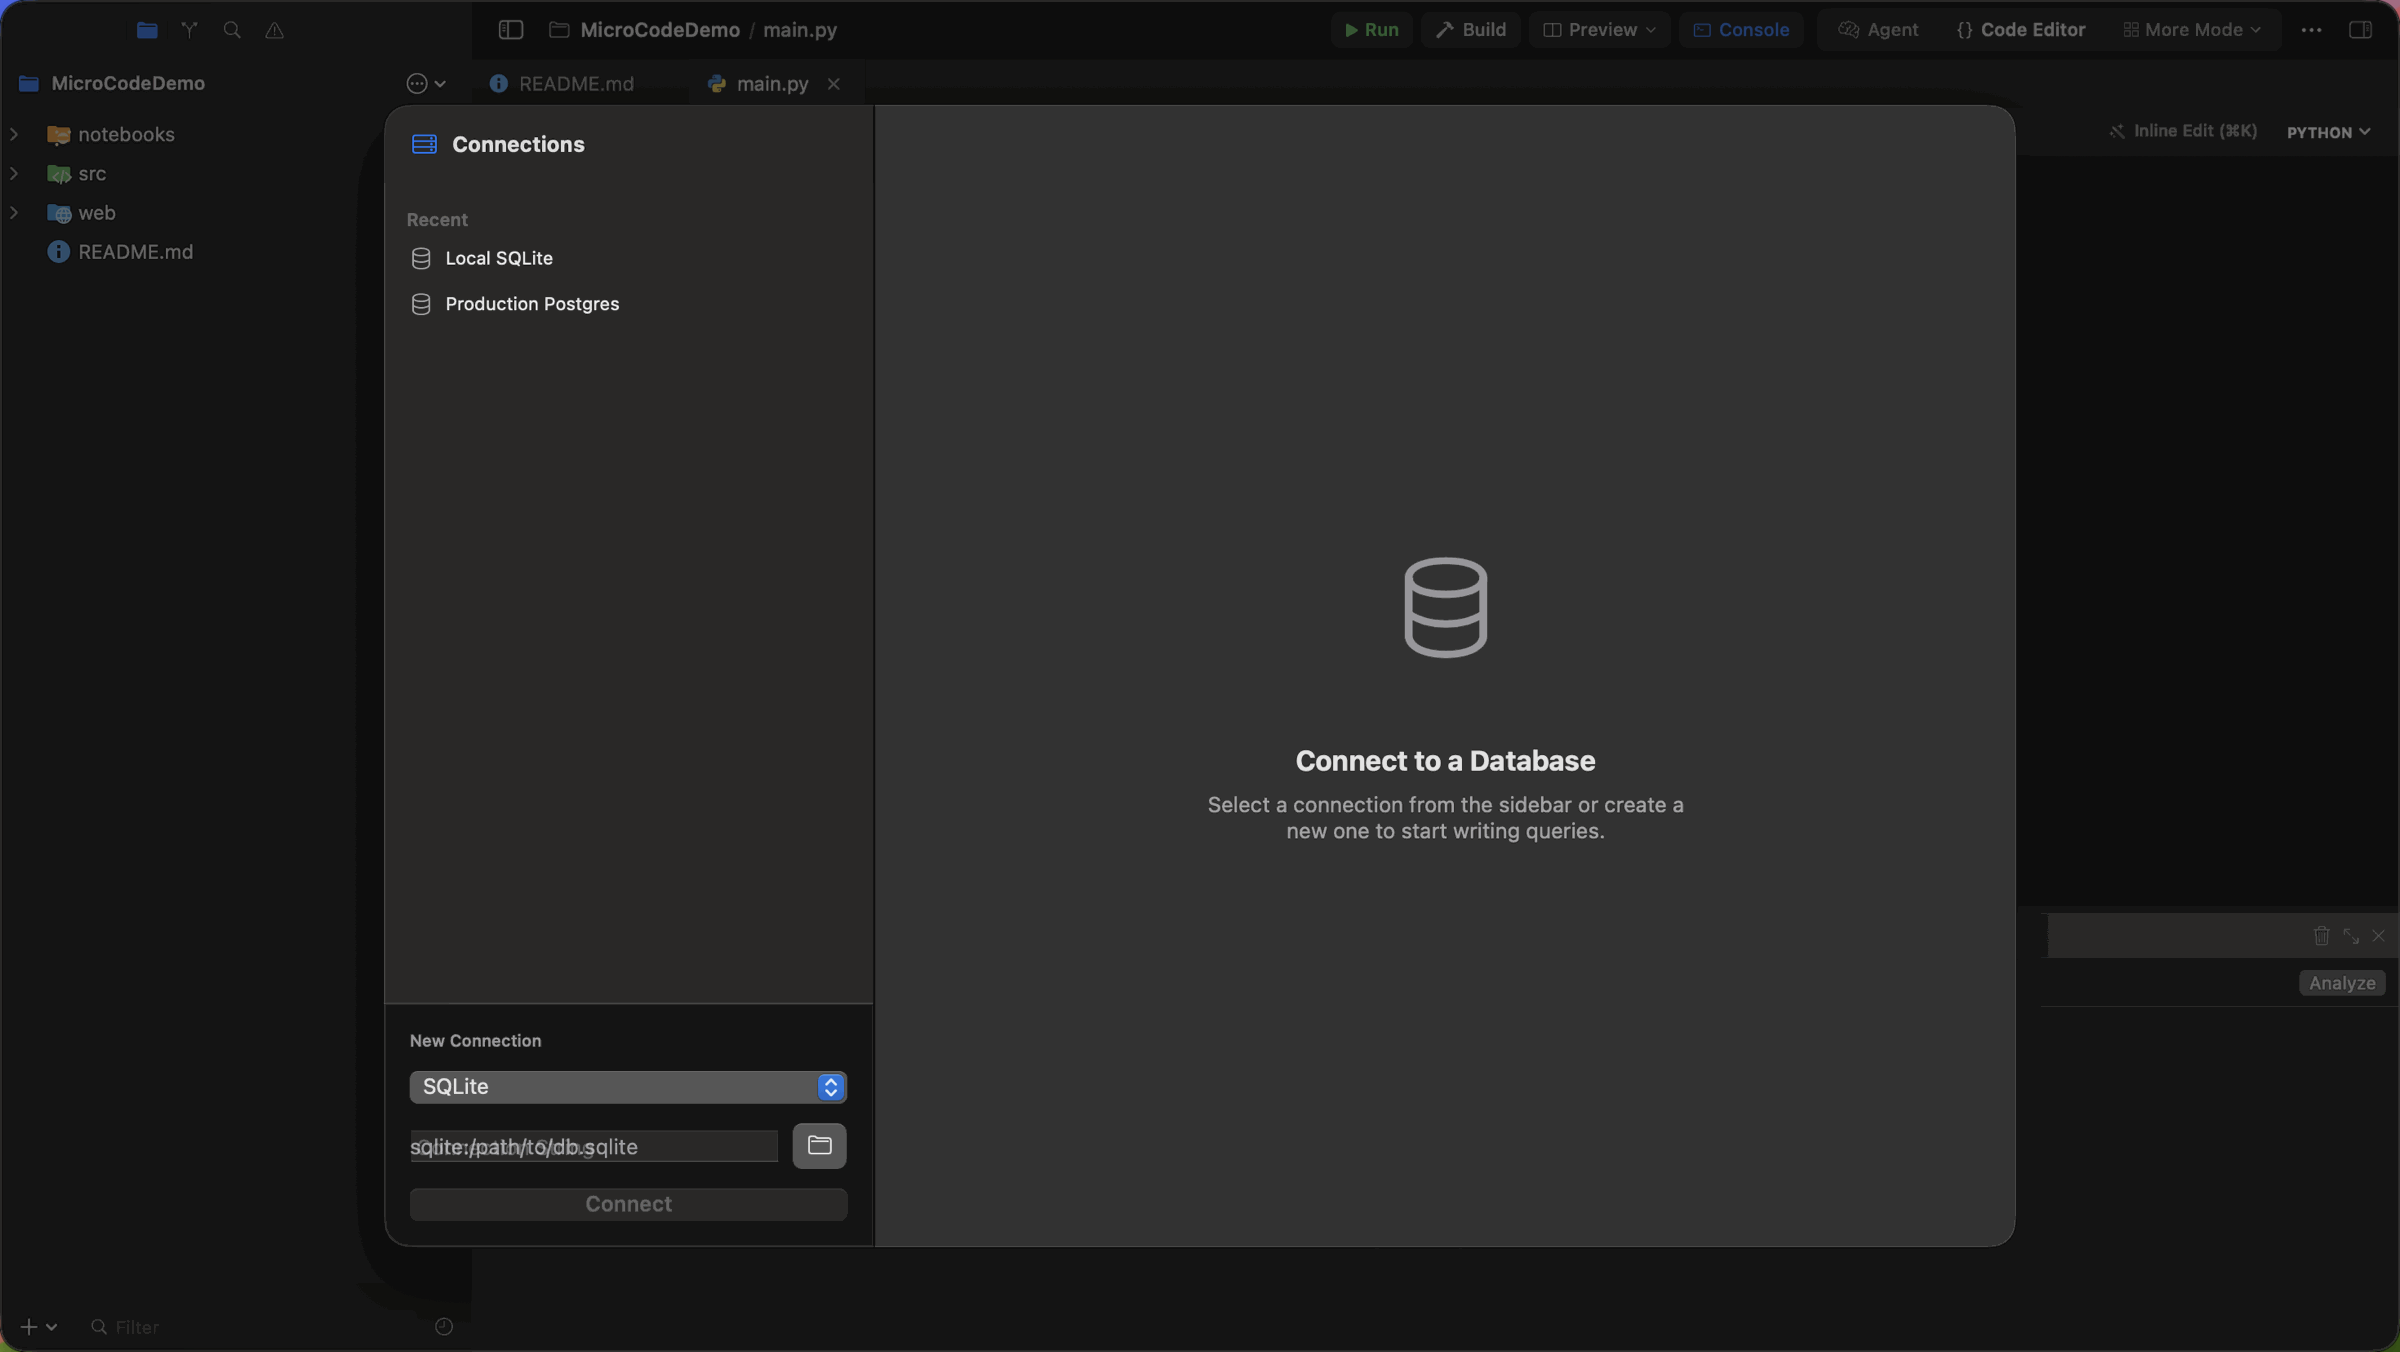 MicroCodeDemo / main.py
Run
Build
Preview
Console
Agent
{} Code Editor
More Mode
MicroCodeDemo
README.md
main.py
notebooks
src
web
README.md
Inline Edit (⌘K)
PYTHON
Connections
Recent
Local SQLite
Production Postgres
Connect to a Database
Select a connection from the sidebar or create a
new one to start writing queries.
Analyze
New Connection
SQLite
sqlite:/path/to/db.sqlite
Connection String
Connect
Filter